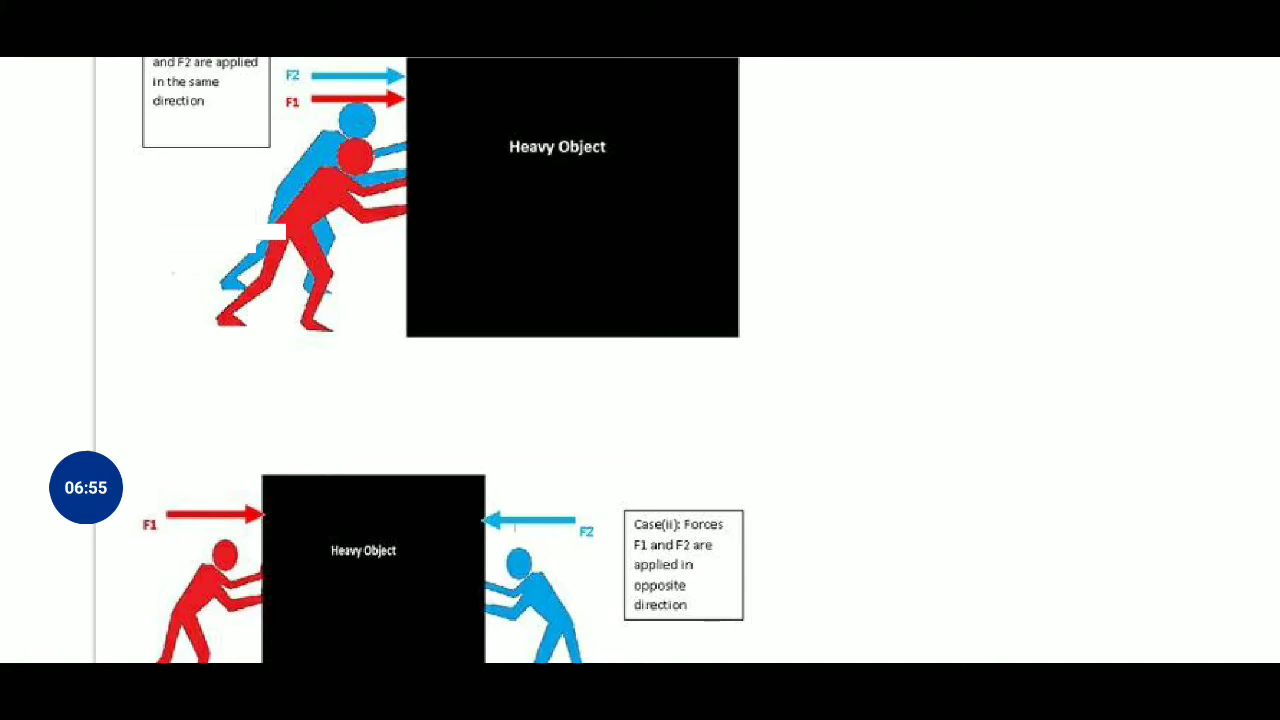 and F2 are applied
in the same
direction
F2
F1
Heavy Object
06:55
F1
Heavy Object
F2
Case(ii): Forces
F1 and F2 are
applied in
opposite
direction